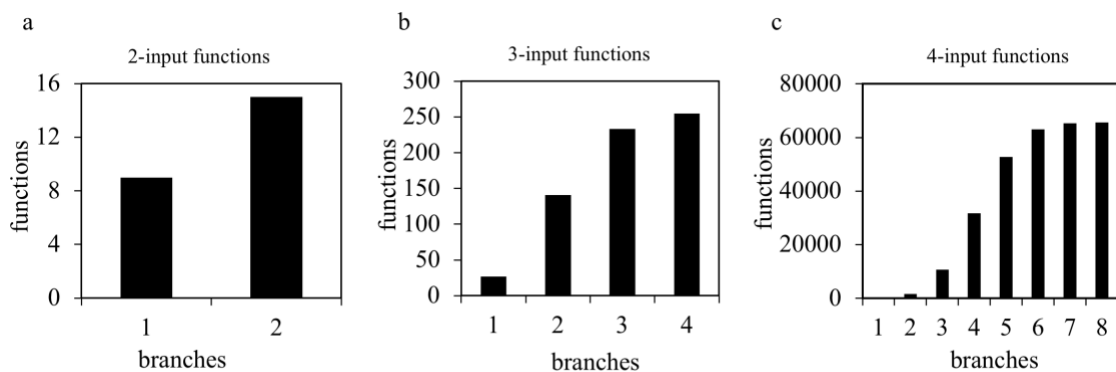 a
2-input functions
16
12
8
4
0
functions
1 2
branches
b
3-input functions
300
250
200
150
100
50
0
functions
1 2 3 4
branches
c
4-input functions
80000
60000
40000
20000
0
functions
1 2 3 4 5 6 7 8
branches